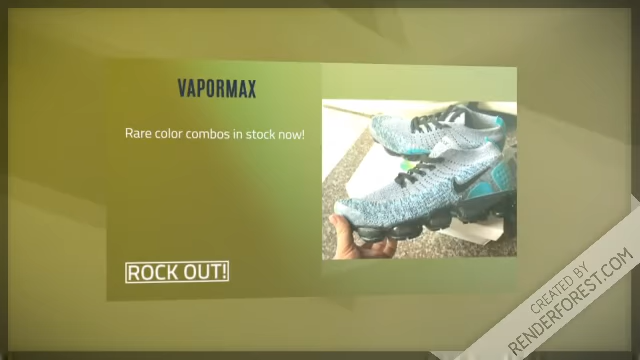 VAPORMAX
Rare color combos in stock now!
ROCK OUT!
CREATED BY
RENDERFOREST.COM